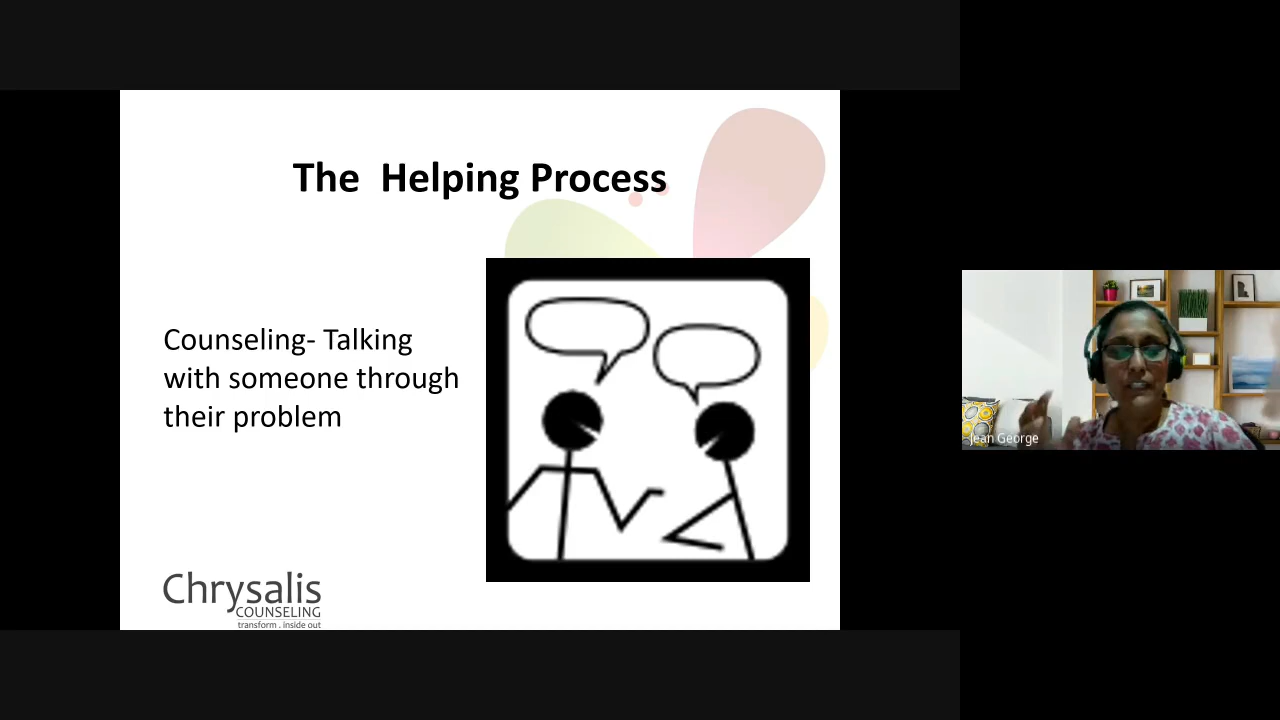 The  Helping Process
Counseling- Talking
with someone through
their problem
Chrysalis
COUNSELING
transform . inside out
Jean George